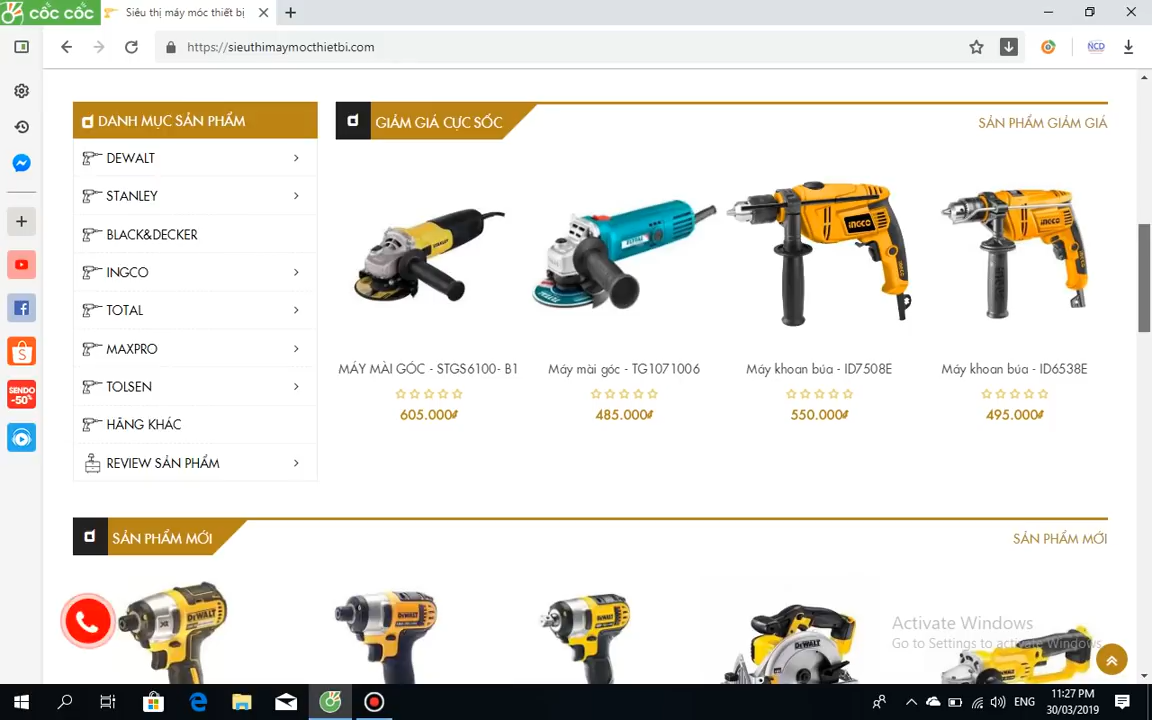 cốc cốc
Siêu thị máy móc thiết bị
https://sieuthimaymocthietbi.com
NCD
DANH MỤC SẢN PHẨM
DEWALT
STANLEY
BLACK&DECKER
INGCO
TOTAL
MAXPRO
TOLSEN
HÃNG KHÁC
REVIEW SẢN PHẨM
GIẢM GIÁ CỰC SỐC
SẢN PHẨM GIẢM GIÁ
MÁY MÀI GÓC - STGS6100- B1
605.000₫
Máy mài góc - TG1071006
485.000₫
Máy khoan búa - ID7508E
550.000₫
Máy khoan búa - ID6538E
495.000₫
SENDO
-50%
SẢN PHẨM MỚI
SẢN PHẨM MỚI
Activate Windows
Go to Settings to activate Windows.
ENG
11:27 PM
30/03/2019